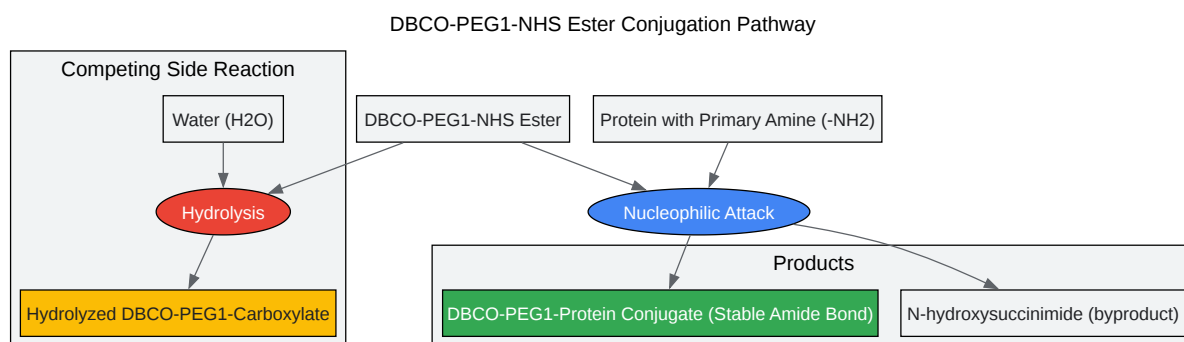 DBCO-PEG1-NHS Ester Conjugation Pathway
Competing Side Reaction
Water (H2O)
DBCO-PEG1-NHS Ester
Protein with Primary Amine (-NH2)
Hydrolysis
Nucleophilic Attack
Products
Hydrolyzed DBCO-PEG1-Carboxylate
DBCO-PEG1-Protein Conjugate (Stable Amide Bond)
N-hydroxysuccinimide (byproduct)